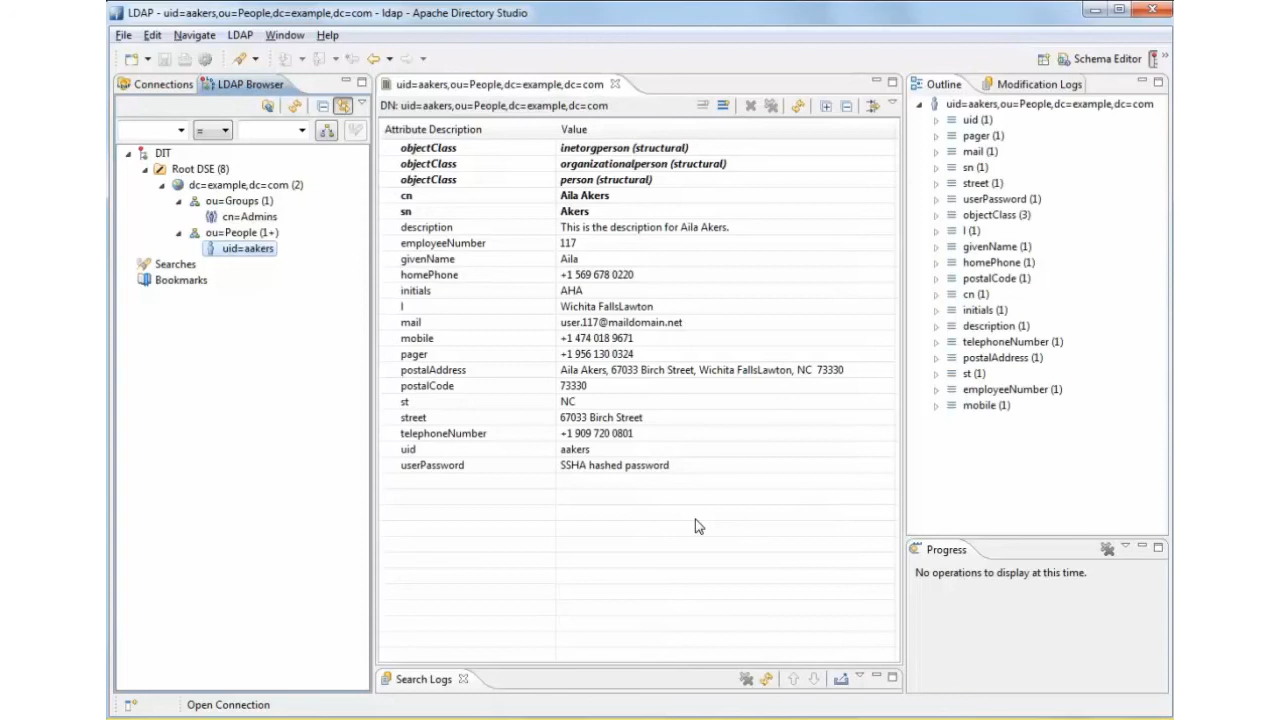 LDAP - uid=aakers,ou=People,dc=example,dc=com - ldap - Apache Directory Studio
File Edit Navigate LDAP Window Help
Schema Editor
Connections LDAP Browser
=
DIT
Root DSE (8)
dc=example,dc=com (2)
ou=Groups (1)
cn=Admins
ou=People (1+)
uid=aakers
Searches
Bookmarks
uid=aakers,ou=People,dc=example,dc=com
DN: uid=aakers,ou=People,dc=example,dc=com
Attribute Description Value
objectClass inetorgperson (structural)
objectClass organizationalperson (structural)
objectClass person (structural)
cn Aila Akers
sn Akers
description This is the description for Aila Akers.
employeeNumber 117
givenName Aila
homePhone +1 569 678 0220
initials AHA
l Wichita FallsLawton
mail user.117@maildomain.net
mobile +1 474 018 9671
pager +1 956 130 0324
postalAddress Aila Akers, 67033 Birch Street, Wichita FallsLawton, NC 73330
postalCode 73330
st NC
street 67033 Birch Street
telephoneNumber +1 909 720 0801
uid aakers
userPassword SSHA hashed password
Search Logs
Outline Modification Logs
uid=aakers,ou=People,dc=example,dc=com
uid (1)
pager (1)
mail (1)
sn (1)
street (1)
userPassword (1)
objectClass (3)
l (1)
givenName (1)
homePhone (1)
postalCode (1)
cn (1)
initials (1)
description (1)
telephoneNumber (1)
postalAddress (1)
st (1)
employeeNumber (1)
mobile (1)
Progress
No operations to display at this time.
Open Connection